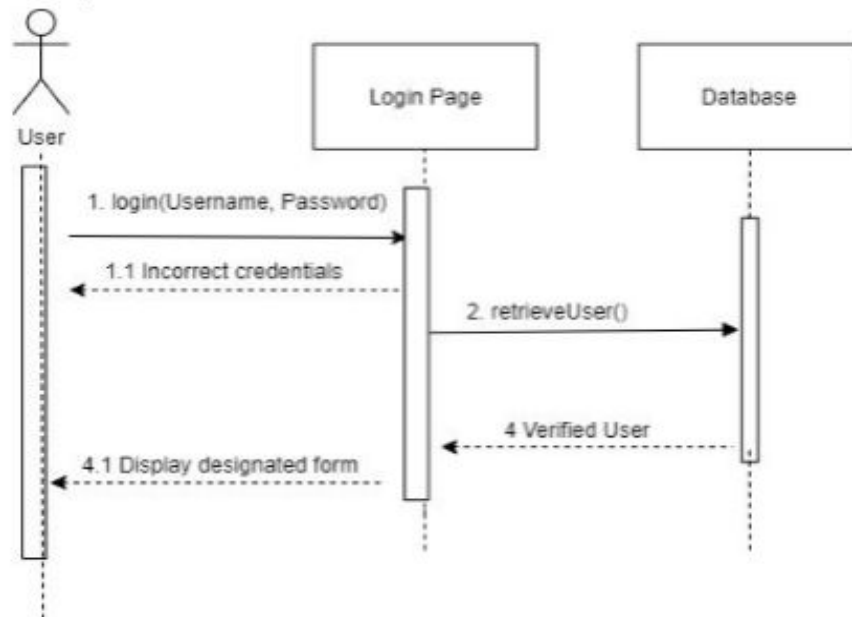 User
Login Page
Database
1. login(Username, Password)
1.1 Incorrect credentials
2. retrieveUser()
4 Verified User
4.1 Display designated form